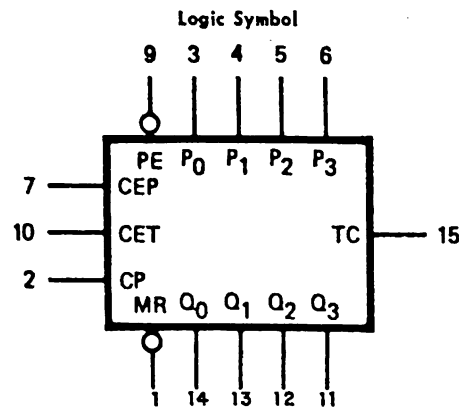 Logic Symbol
9 3 4 5 6
PE P0 P1 P2 P3
7 CEP
10 CET TC 15
2 CP
MR Q0 Q1 Q2 Q3
1 14 13 12 11